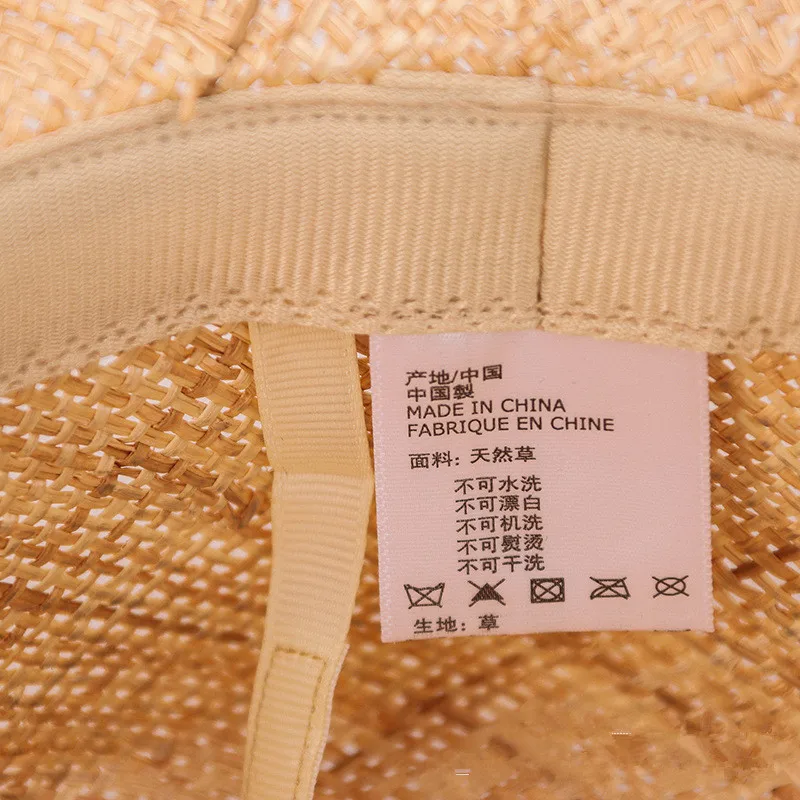 产地/中国
中国製
MADE IN CHINA
FABRIQUE EN CHINE
面料: 天然草
不可水洗
不可漂白
不可机洗
不可熨烫
不可干洗
生地: 草